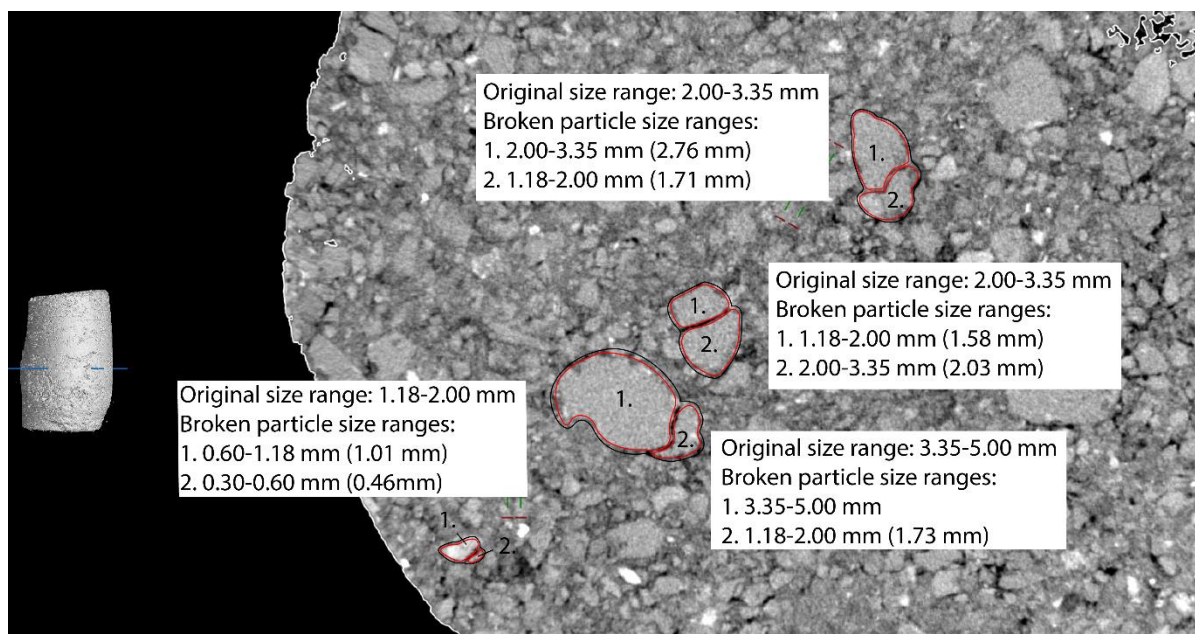 Original size range: 2.00-3.35 mm
Broken particle size ranges:
1. 2.00-3.35 mm (2.76 mm)
2. 1.18-2.00 mm (1.71 mm)
1.
2.
Original size range: 2.00-3.35 mm
Broken particle size ranges:
1. 1.18-2.00 mm (1.58 mm)
2. 2.00-3.35 mm (2.03 mm)
1.
2.
Original size range: 1.18-2.00 mm
Broken particle size ranges:
1. 0.60-1.18 mm (1.01 mm)
2. 0.30-0.60 mm (0.46mm)
1.
2.
Original size range: 3.35-5.00 mm
Broken particle size ranges:
1. 3.35-5.00 mm
2. 1.18-2.00 mm (1.73 mm)
1.
2.